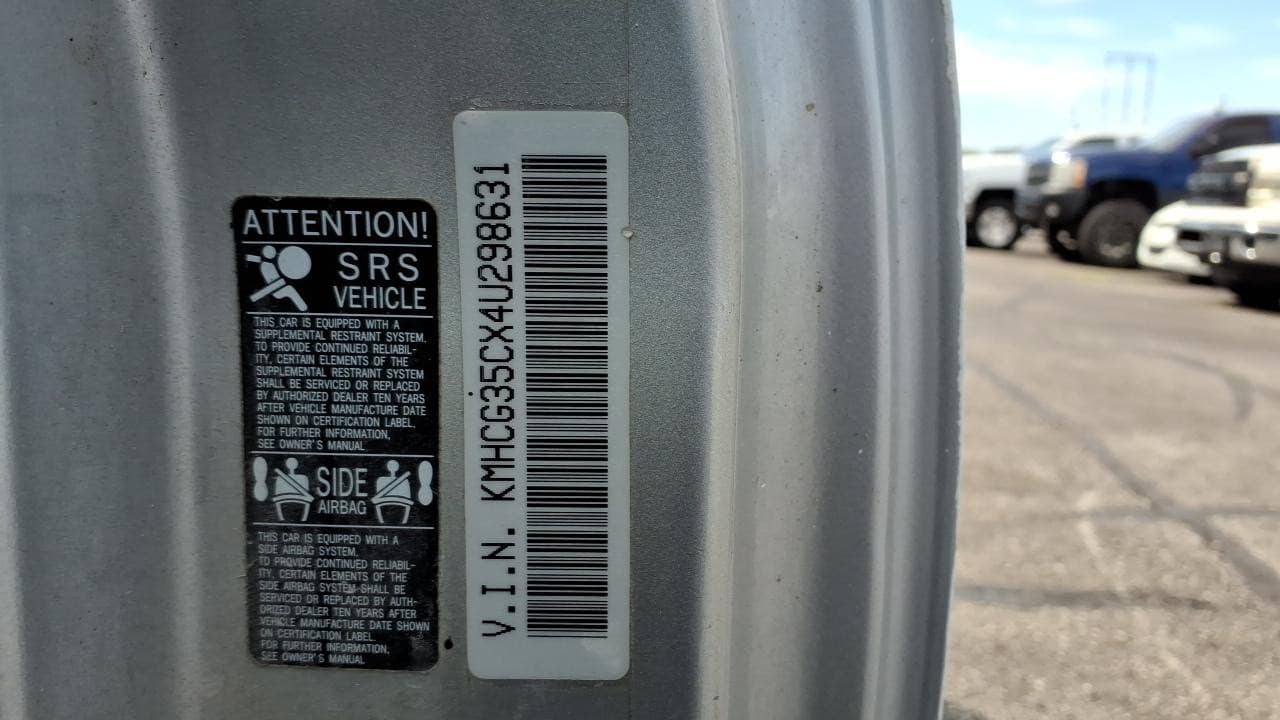 ATTENTION!
SRS
VEHICLE
THIS CAR IS EQUIPPED WITH A
SUPPLEMENTAL RESTRAINT SYSTEM.
TO PROVIDE CONTINUED RELIABIL-
ITY, CERTAIN ELEMENTS OF THE
SUPPLEMENTAL RESTRAINT SYSTEM
SHALL BE SERVICED OR REPLACED
BY AUTHORIZED DEALER TEN YEARS
AFTER VEHICLE MANUFACTURE DATE
SHOWN ON CERTIFICATION LABEL.
FOR FURTHER INFORMATION,
SEE OWNER'S MANUAL
SIDE
AIRBAG
THIS CAR IS EQUIPPED WITH A
SIDE AIRBAG SYSTEM.
TO PROVIDE CONTINUED RELIABIL-
ITY, CERTAIN ELEMENTS OF THE
SIDE AIRBAG SYSTEM SHALL BE
SERVICED OR REPLACED BY AUTH-
ORIZED DEALER TEN YEARS AFTER
VEHICLE MANUFACTURE DATE SHOWN
ON CERTIFICATION LABEL.
FOR FURTHER INFORMATION,
SEE OWNER'S MANUAL
V.I.N. KMHCG35CX4U298631